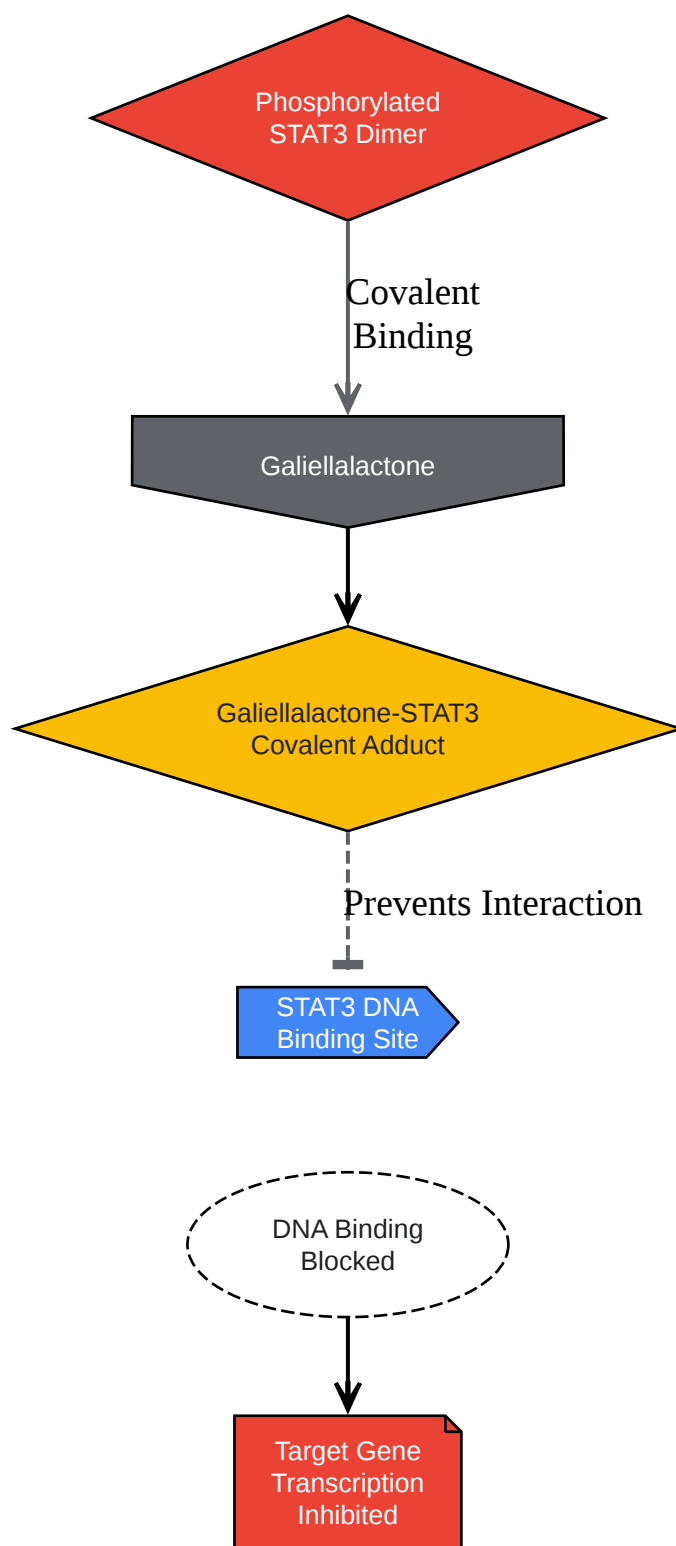 Phosphorylated
STAT3 Dimer
Covalent
Binding
Galiellalactone
Galiellalactone-STAT3
Covalent Adduct
Prevents Interaction
STAT3 DNA
Binding Site
DNA Binding
Blocked
Target Gene
Transcription
Inhibited